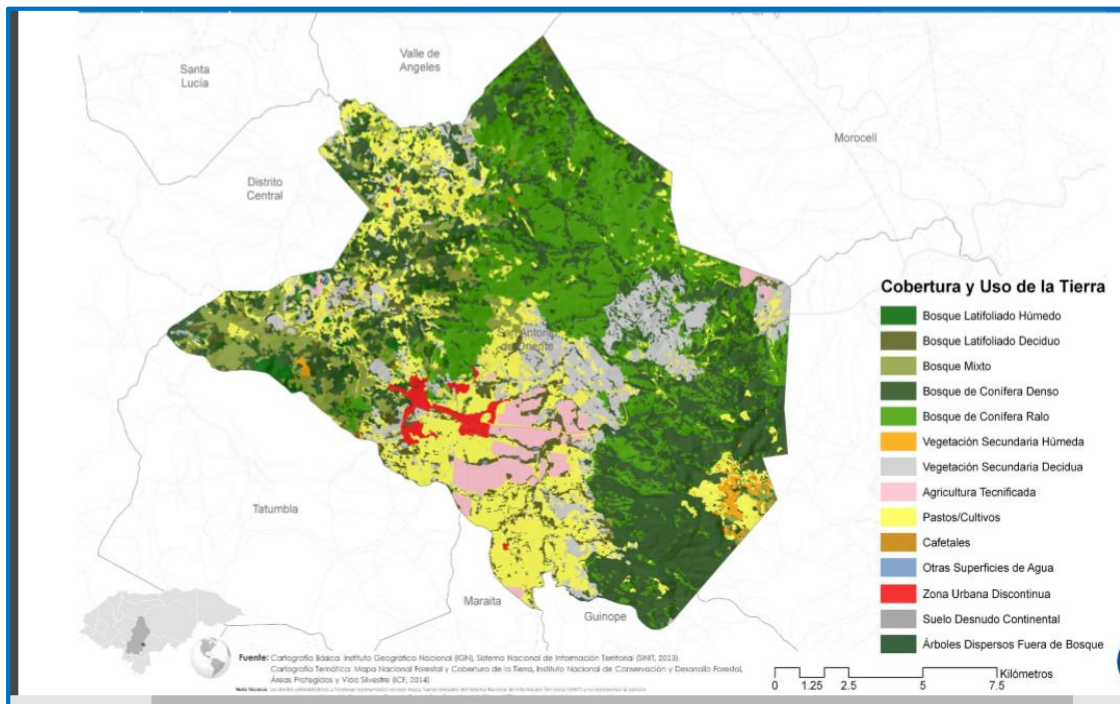 Valle de
Angeles
Santa
Lucía
Morocelí
Distrito
Central
San Antonio
de Oriente
Tatumbla
Maraita
Guinope
Cobertura y Uso de la Tierra
Bosque Latifoliado Húmedo
Bosque Latifoliado Deciduo
Bosque Mixto
Bosque de Conífera Denso
Bosque de Conífera Ralo
Vegetación Secundaria Húmeda
Vegetación Secundaria Decidua
Agricultura Tecnificada
Pastos/Cultivos
Cafetales
Otras Superficies de Agua
Zona Urbana Discontinua
Suelo Desnudo Continental
Árboles Dispersos Fuera de Bosque
Fuente: Cartografía Básica: Instituto Geográfico Nacional (IGN), Sistema Nacional de Información Territorial (SINIT, 2013).
Cartografía Temática: Mapa Nacional Forestal y Cobertura de la Tierra, Instituto Nacional de Conservación y Desarrollo Forestal,
Áreas Protegidas y Vida Silvestre (ICF, 2014)
Kilómetros
0 1.25 2.5 5 7.5